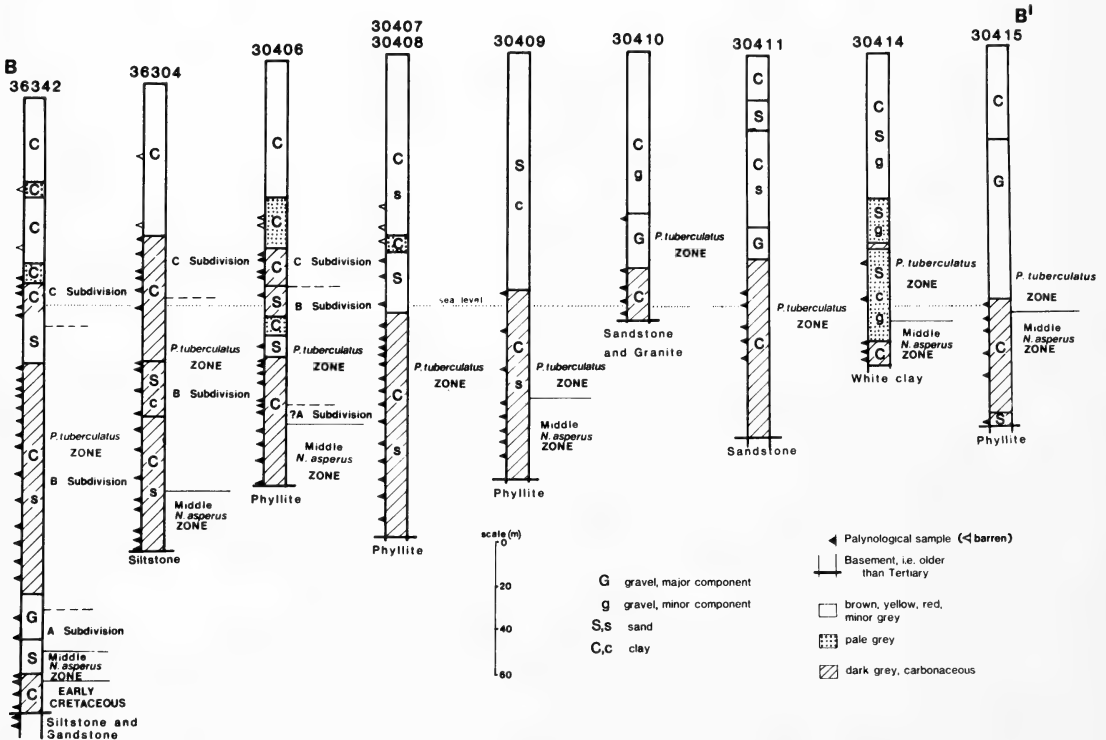 B
B'
36342
36304
30406
30407
30408
30409
30410
30411
30414
30415
C
C
C
C
C
S
C
s
G
S
C
C Subdivision
P. tuberculatus
ZONE
B Subdivision
A Subdivision
Middle
N. asperus
ZONE
EARLY
CRETACEOUS
Siltstone and
Sandstone
C
C
S
c
C
s
C Subdivision
P. tuberculatus
ZONE
B Subdivision
Middle
N. asperus
ZONE
Siltstone
C
C
C
S
C
S
C
C Subdivision
B Subdivision
P. tuberculatus
ZONE
?A Subdivision
Middle
N. asperus
ZONE
Phyllite
C
s
C
S
C
s
P. tuberculatus
ZONE
Phyllite
sea level
S
c
C
s
P. tuberculatus
ZONE
Middle
N. asperus
ZONE
Phyllite
C
g
G
C
P. tuberculatus
ZONE
Sandstone
and Granite
C
S
C
s
G
C
P. tuberculatus
ZONE
Sandstone
C
S
g
S
g
S
c
g
C
P. tuberculatus
ZONE
Middle
N. asperus
ZONE
White clay
C
G
C
S
P. tuberculatus
ZONE
Middle
N. asperus
ZONE
Phyllite
scale (m)
0
20
40
60
G gravel, major component
g gravel, minor component
S,s sand
C,c clay
Palynological sample (◁ barren)
Basement, i.e. older
than Tertiary
brown, yellow, red,
minor grey
pale grey
dark grey, carbonaceous